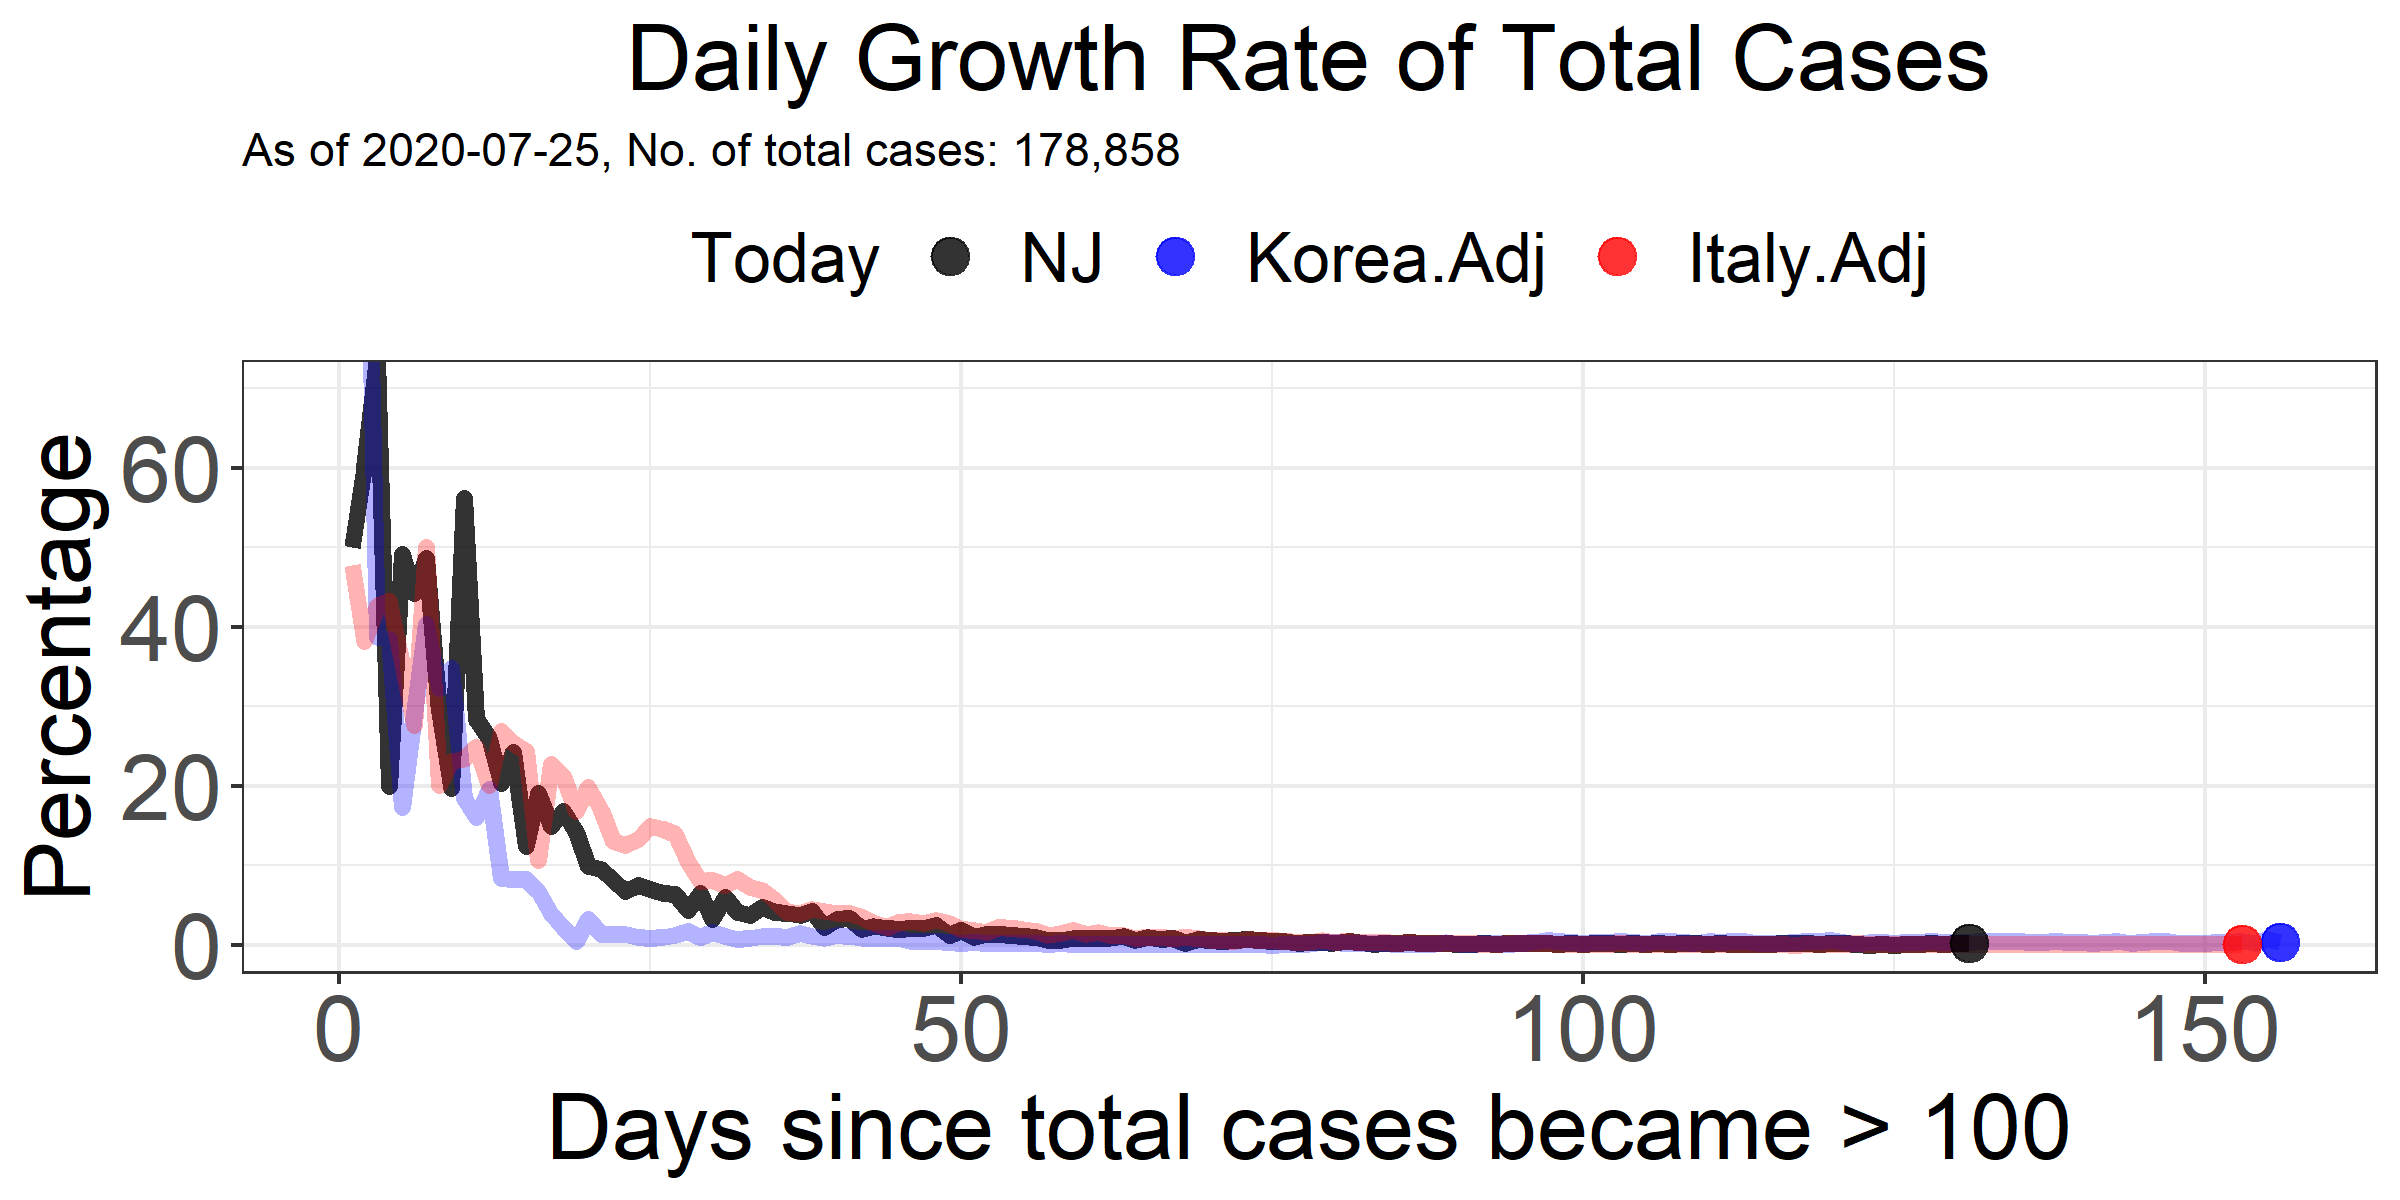 Daily Growth Rate of Total Cases
As of 2020-07-25, No. of total cases: 178,858
Today NJ Korea.Adj Italy.Adj
Percentage
60
40
20
0
0 50 100 150
Days since total cases became > 100